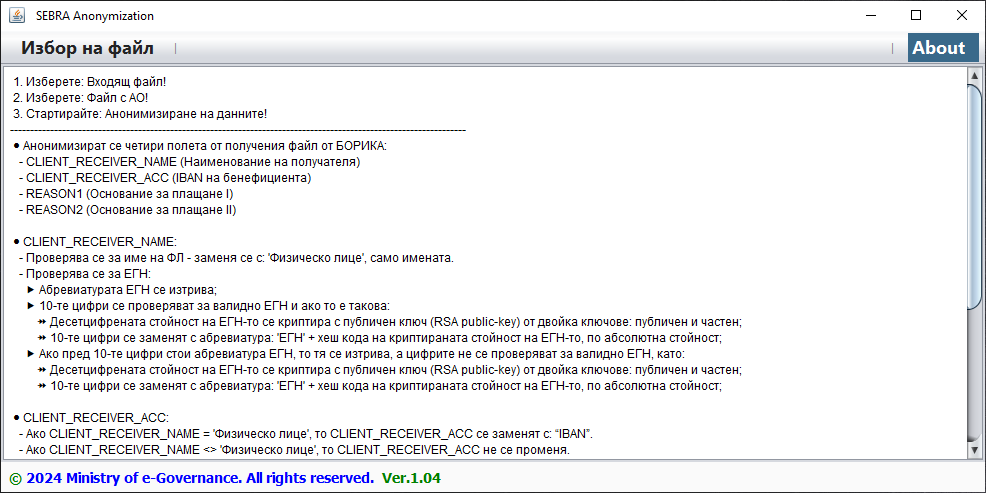 SEBRA Anonymization
Избор на файл
About
1. Изберете: Входящ файл!
2. Изберете: Файл с АО!
3. Стартирайте: Анонимизиране на данните!
------------------------------------------------------------------------------------------------------------------
● Анонимизират се четири полета от получения файл от БОРИКА:
- CLIENT_RECEIVER_NAME (Наименование на получателя)
- CLIENT_RECEIVER_ACC (IBAN на бенефициента)
- REASON1 (Основание за плащане I)
- REASON2 (Основание за плащане II)
● CLIENT_RECEIVER_NAME:
- Проверява се за име на ФЛ - заменя се с: 'Физическо лице', само имената.
- Проверява се за ЕГН:
► Абревиатурата ЕГН се изтрива;
► 10-те цифри се проверяват за валидно ЕГН и ако то е такова:
↠ Десетцифрената стойност на ЕГН-то се криптира с публичен ключ (RSA public-key) от двойка ключове: публичен и частен;
↠ 10-те цифри се заменят с абревиатура: 'ЕГН' + хеш кода на криптираната стойност на ЕГН-то, по абсолютна стойност;
► Ако пред 10-те цифри стои абревиатура ЕГН, то тя се изтрива, а цифрите не се проверяват за валидно ЕГН, като:
↠ Десетцифрената стойност на ЕГН-то се криптира с публичен ключ (RSA public-key) от двойка ключове: публичен и частен;
↠ 10-те цифри се заменят с абревиатура: 'ЕГН' + хеш кода на криптираната стойност на ЕГН-то, по абсолютна стойност;
● CLIENT_RECEIVER_ACC:
- Ако CLIENT_RECEIVER_NAME = 'Физическо лице', то CLIENT_RECEIVER_ACC се заменят с: “IBAN”.
- Ако CLIENT_RECEIVER_NAME <> 'Физическо лице', то CLIENT_RECEIVER_ACC не се променя.
© 2024 Ministry of e-Governance. All rights reserved. Ver.1.04